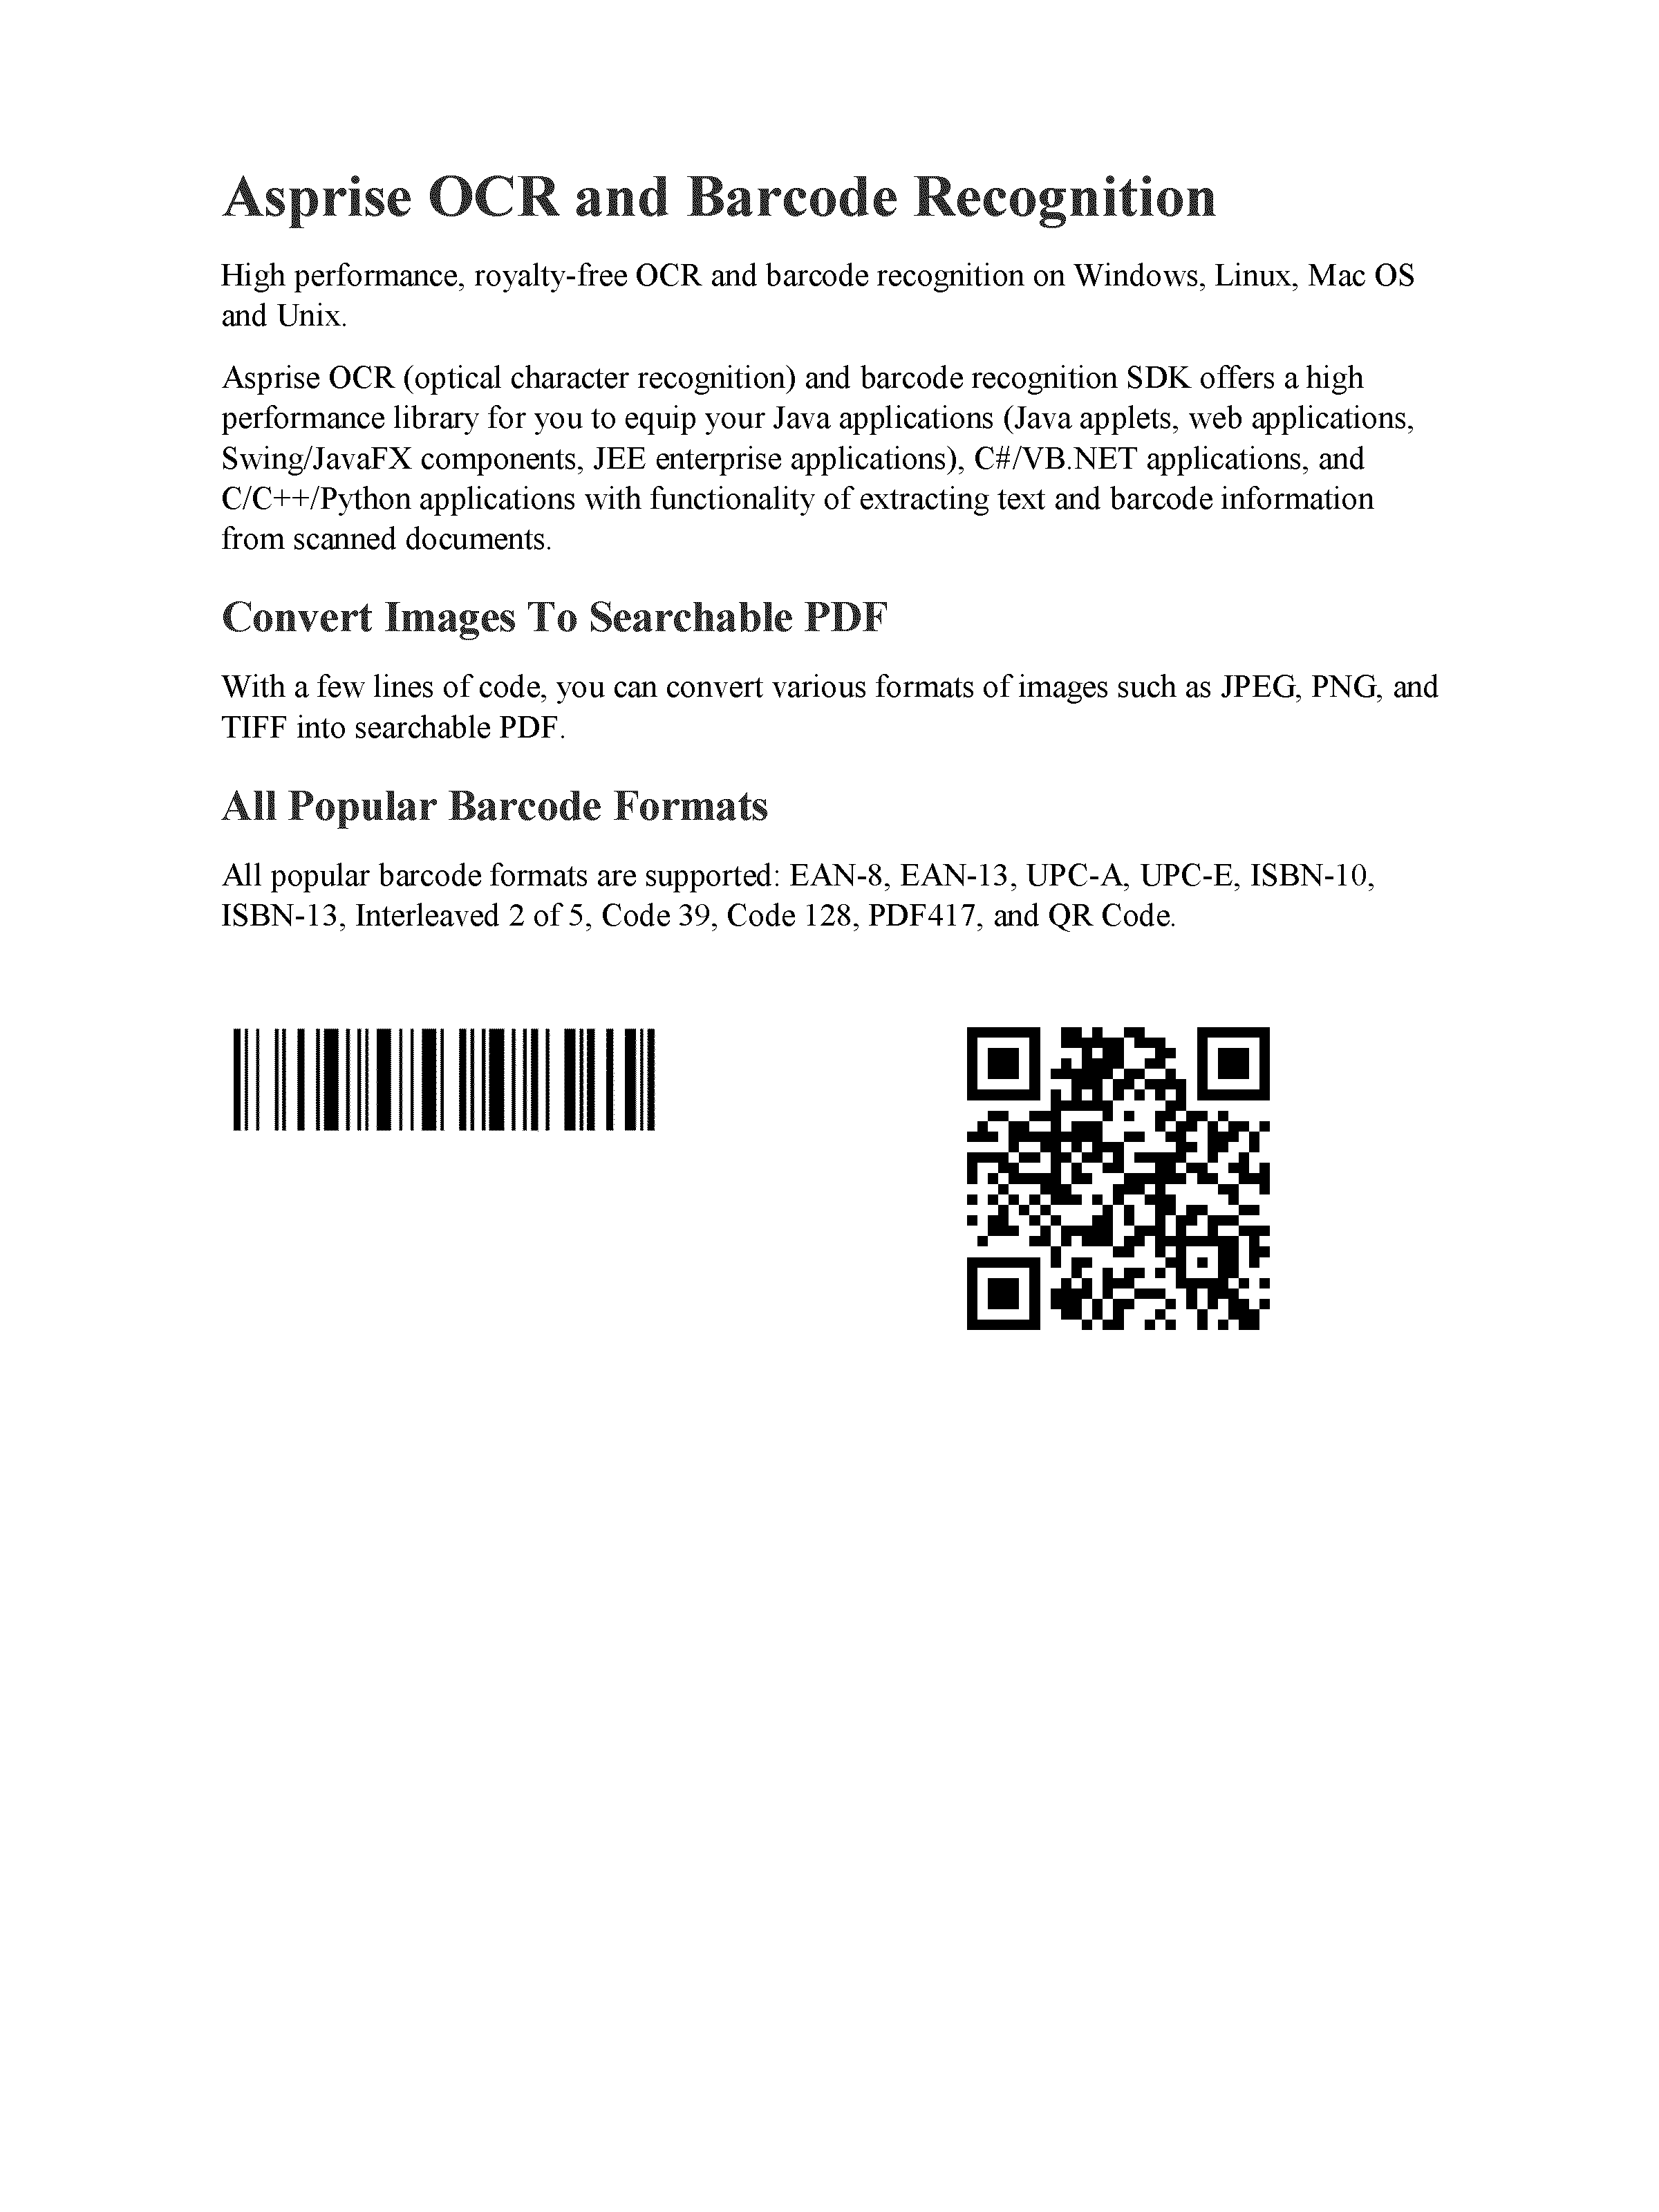 Asprise OCR and Barcode Recognition
High performance, royalty-free OCR and barcode recognition on Windows, Linux, Mac OS
and Unix.
Asprise OCR (optical character recognition) and barcode recognition SDK offers a high
performance library for you to equip your Java applications (Java applets, web applications,
Swing/JavaFX components, JEE enterprise applications), C#/VB.NET applications, and
C/C++/Python applications with functionality of extracting text and barcode information
from scanned documents.
Convert Images To Searchable PDF
With a few lines of code, you can convert various formats of images such as JPEG, PNG, and
TIFF into searchable PDF.
All Popular Barcode Formats
All popular barcode formats are supported: EAN-8, EAN-13, UPC-A, UPC-E, ISBN-10,
ISBN-13, Interleaved 2 of 5, Code 39, Code 128, PDF417, and QR Code.